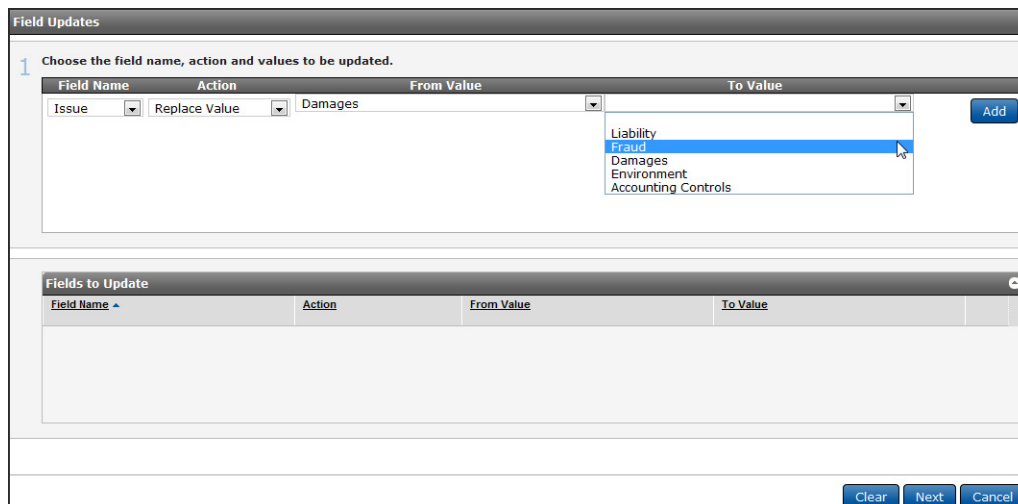 Field Updates
1 Choose the field name, action and values to be updated.
Field Name Action From Value To Value
Issue Replace Value Damages Add
Liability
Fraud
Damages
Environment
Accounting Controls
Fields to Update
Field Name Action From Value To Value
Clear Next Cancel